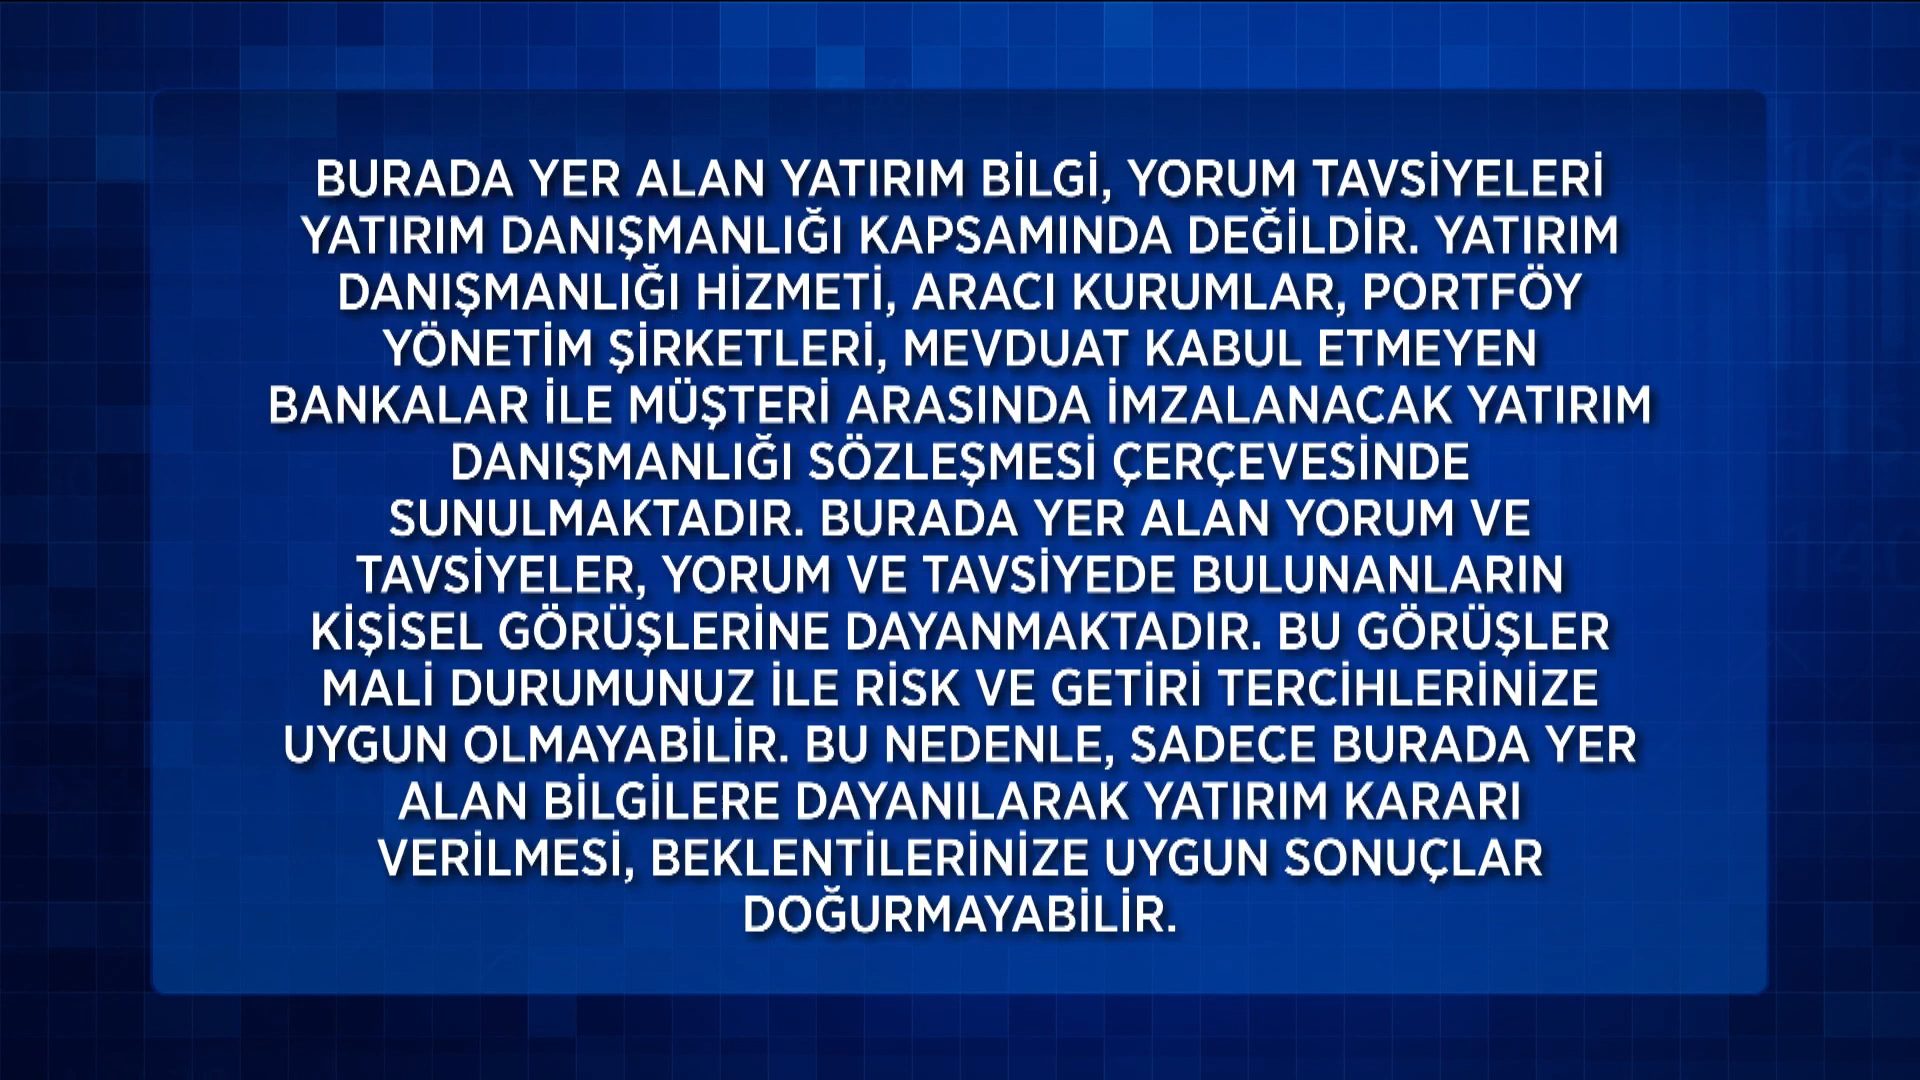 BURADA YER ALAN YATIRIM BİLGİ, YORUM TAVSİYELERİ
YATIRIM DANIŞMANLIĞI KAPSAMINDA DEĞİLDİR. YATIRIM
DANIŞMANLIĞI HİZMETİ, ARACI KURUMLAR, PORTFÖY
YÖNETİM ŞİRKETLERİ, MEVDUAT KABUL ETMEYEN
BANKALAR İLE MÜŞTERİ ARASINDA İMZALANACAK YATIRIM
DANIŞMANLIĞI SÖZLEŞMESİ ÇERÇEVESİNDE
SUNULMAKTADIR. BURADA YER ALAN YORUM VE
TAVSİYELER, YORUM VE TAVSİYEDE BULUNANLARIN
KİŞİSEL GÖRÜŞLERİNE DAYANMAKTADIR. BU GÖRÜŞLER
MALİ DURUMUNUZ İLE RİSK VE GETİRİ TERCİHLERİNİZE
UYGUN OLMAYABİLİR. BU NEDENLE, SADECE BURADA YER
ALAN BİLGİLERE DAYANILARAK YATIRIM KARARI
VERİLMESİ, BEKLENTİLERİNİZE UYGUN SONUÇLAR
DOĞURMAYABİLİR.